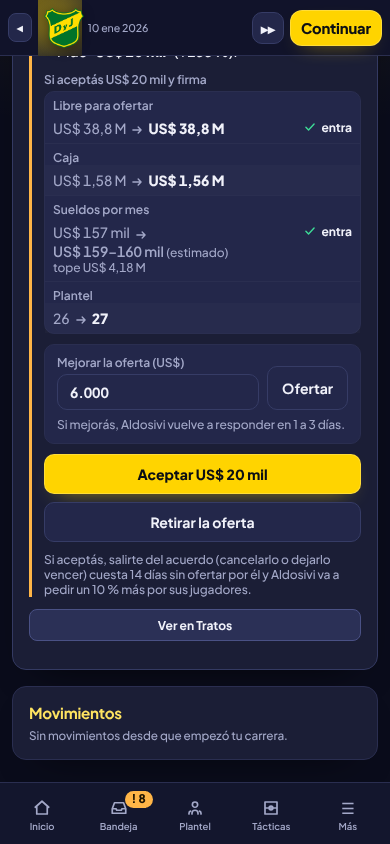 ◀
DyJ
10 ene 2026
▶▶
Continuar
Si aceptás US$ 20 mil y firma
Libre para ofertar
US$ 38,8 M → US$ 38,8 M
✓ entra
Caja
US$ 1,58 M → US$ 1,56 M
Sueldos por mes
US$ 157 mil →
✓ entra
US$ 159–160 mil (estimado)
tope US$ 4,18 M
Plantel
26 → 27
Mejorar la oferta (US$)
6.000
Ofertar
Si mejorás, Aldosivi vuelve a responder en 1 a 3 días.
Aceptar US$ 20 mil
Retirar la oferta
Si aceptás, salirte del acuerdo (cancelarlo o dejarlo
vencer) cuesta 14 días sin ofertar por él y Aldosivi va a
pedir un 10 % más por sus jugadores.
Ver en Tratos
Movimientos
Sin movimientos desde que empezó tu carrera.
! 8
Inicio
Bandeja
Plantel
Tácticas
Más